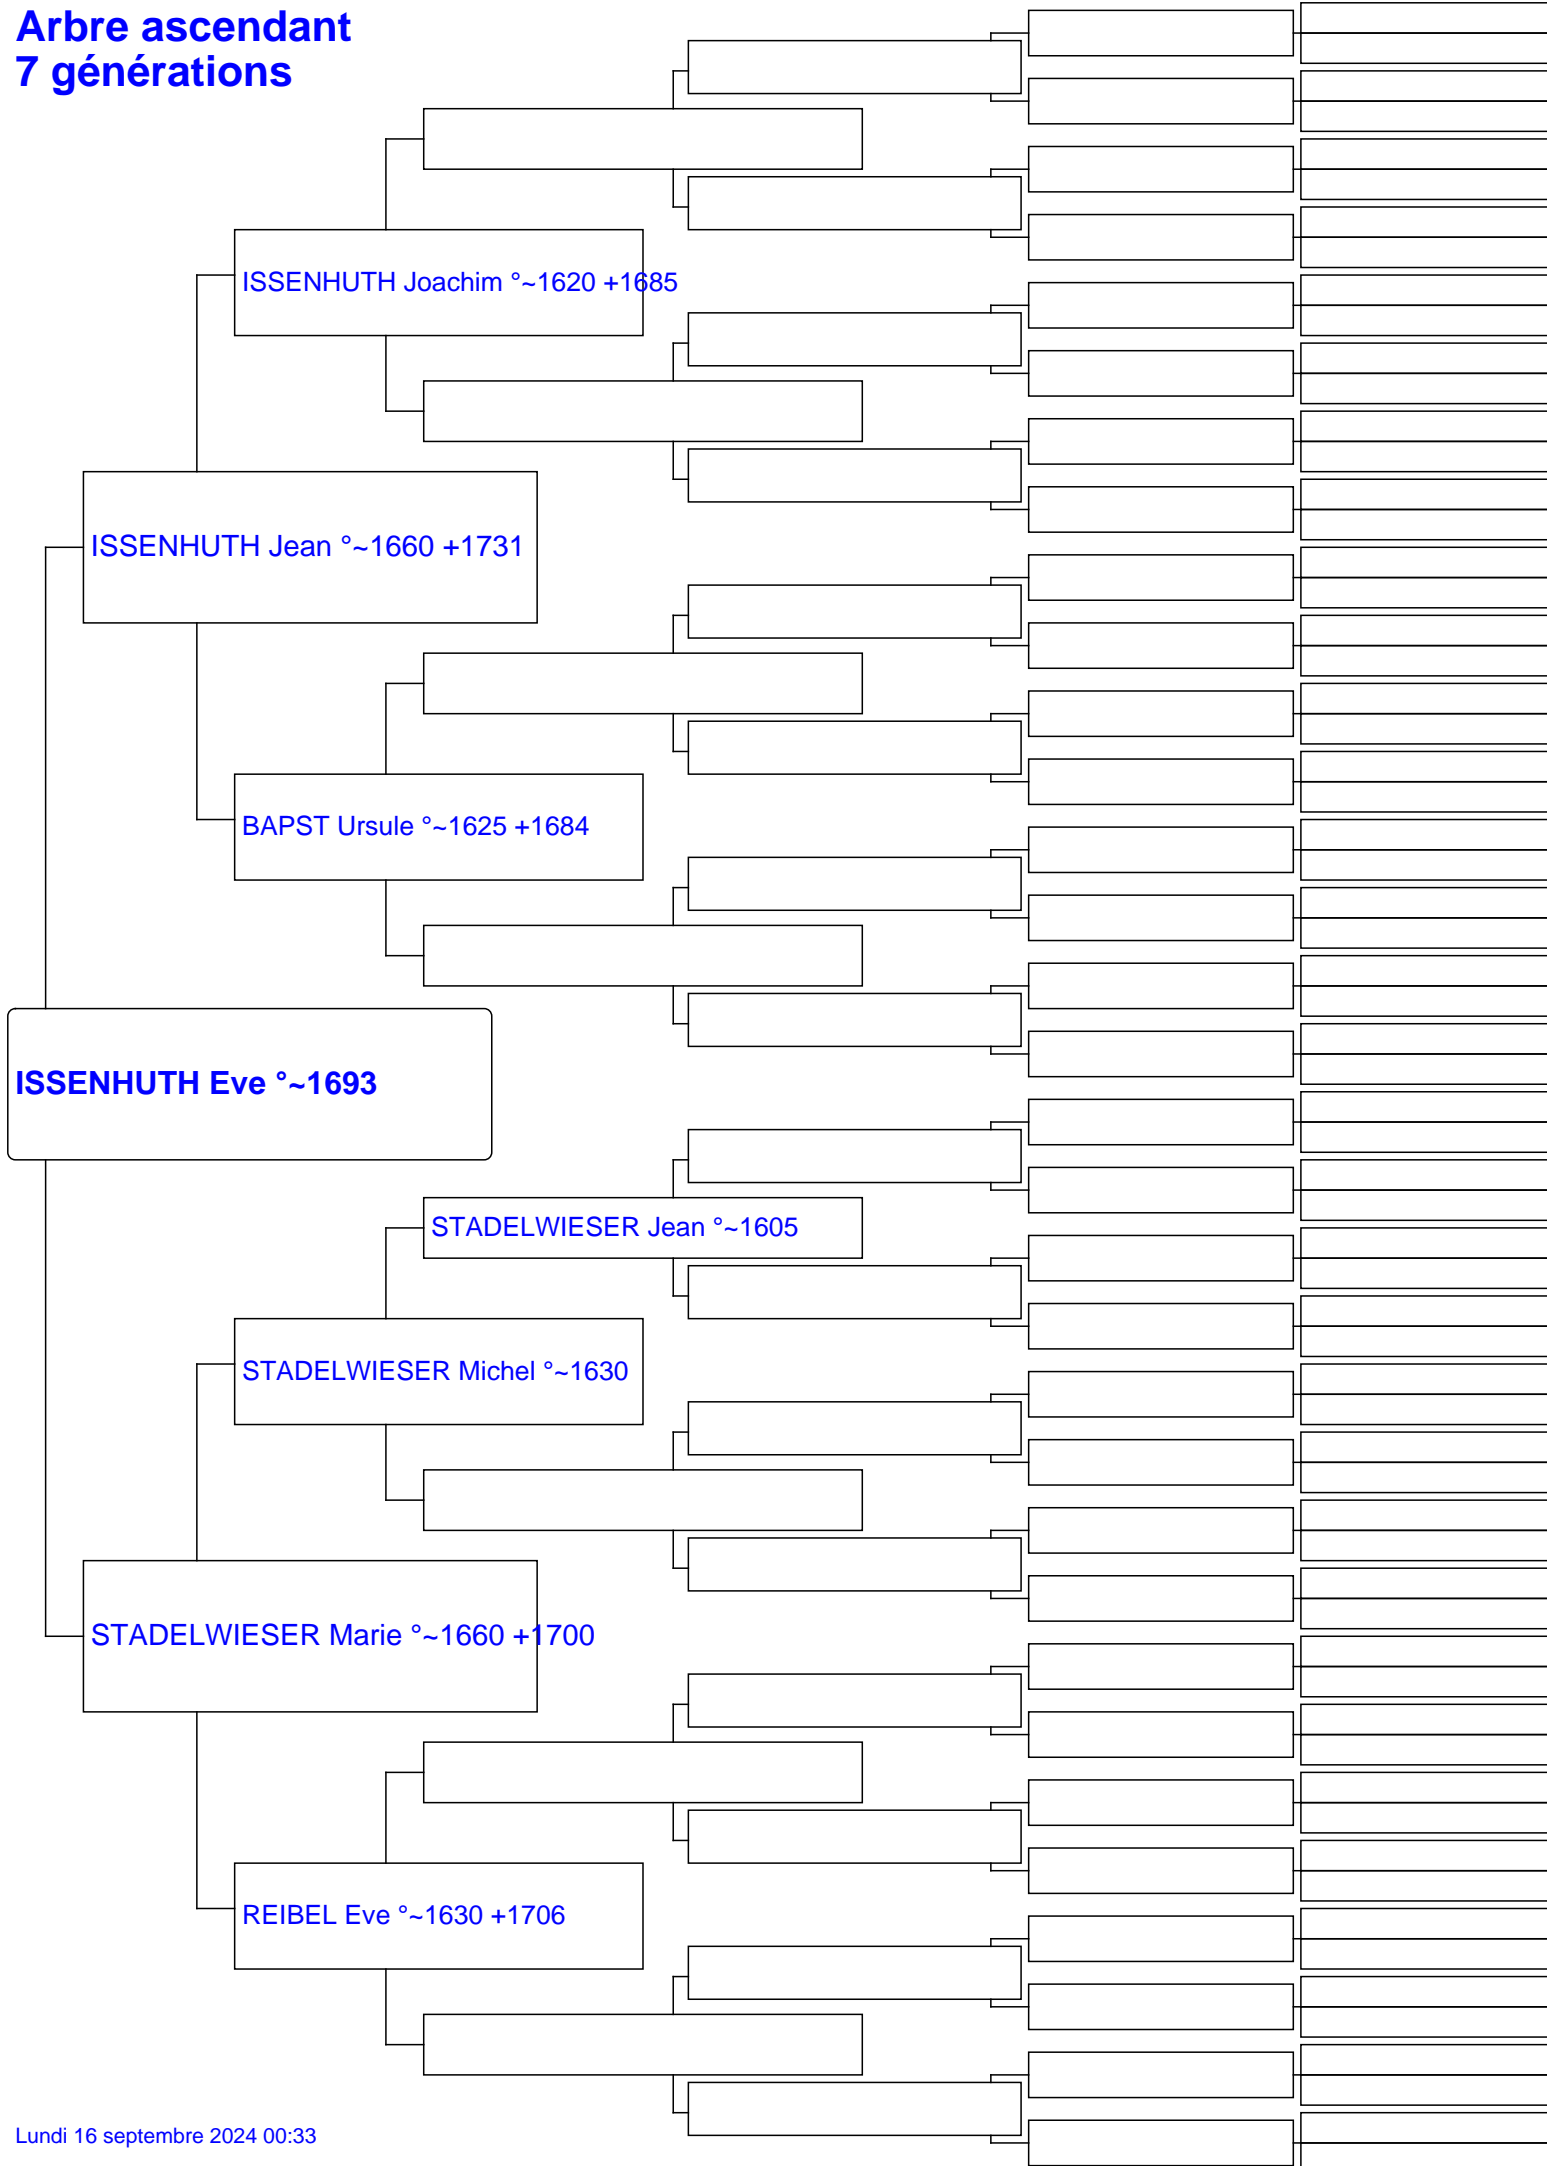 Arbre ascendant
7 générations
ISSENHUTH Joachim °~1620 +1685
ISSENHUTH Jean °~1660 +1731
BAPST Ursule °~1625 +1684
ISSENHUTH Eve °~1693
STADELWIESER Jean °~1605
STADELWIESER Michel °~1630
STADELWIESER Marie °~1660 +1700
REIBEL Eve °~1630 +1706
Lundi 16 septembre 2024 00:33